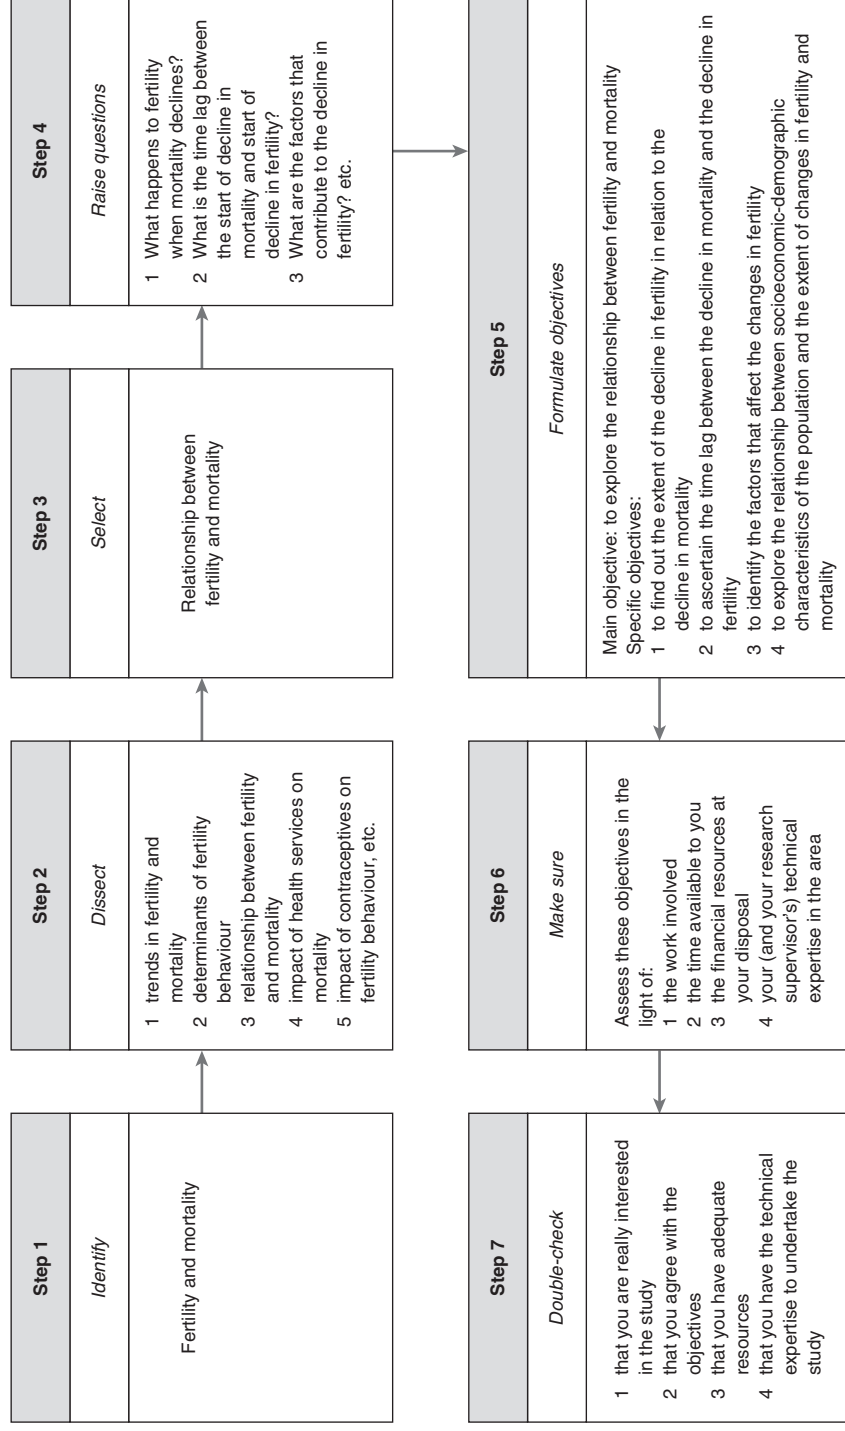 Step 1
Identify
Fertility and mortality
Step 2
Dissect
1 trends in fertility and
mortality
2 determinants of fertility
behaviour
3 relationship between fertility
and mortality
4 impact of health services on
mortality
5 impact of contraceptives on
fertility behaviour, etc.
Step 3
Select
Relationship between
fertility and mortality
Step 4
Raise questions
1 What happens to fertility
when mortality declines?
2 What is the time lag between
the start of decline in
mortality and start of
decline in fertility?
3 What are the factors that
contribute to the decline in
fertility? etc.
Step 5
Formulate objectives
Main objective: to explore the relationship between fertility and mortality
Specific objectives:
1 to find out the extent of the decline in fertility in relation to the
decline in mortality
2 to ascertain the time lag between the decline in mortality and the decline in
fertility
3 to identify the factors that affect the changes in fertility
4 to explore the relationship between socioeconomic-demographic
characteristics of the population and the extent of changes in fertility and
mortality
Step 6
Make sure
Assess these objectives in the
light of:
1 the work involved
2 the time available to you
3 the financial resources at
your disposal
4 your (and your research
supervisor's) technical
expertise in the area
Step 7
Double-check
1 that you are really interested
in the study
2 that you agree with the
objectives
3 that you have adequate
resources
4 that you have the technical
expertise to undertake the
study